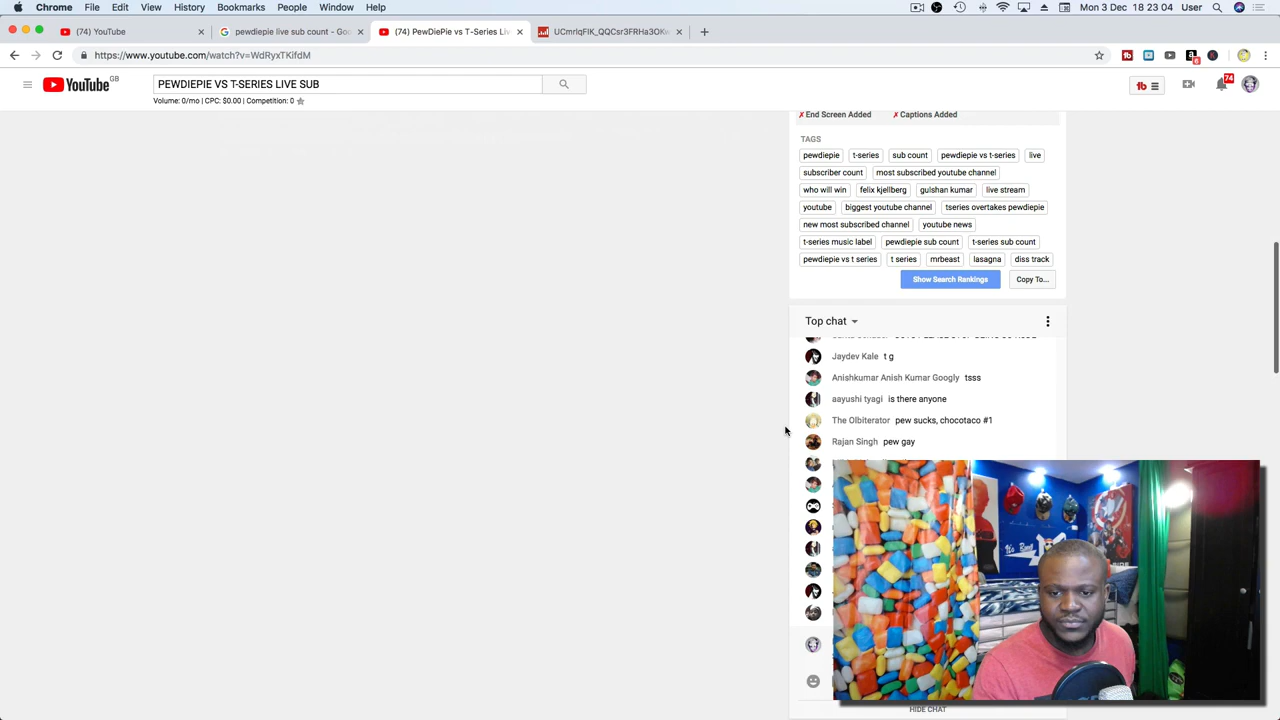 Chrome File Edit View History Bookmarks People Window Help Mon 3 Dec 18 23 04 User
(74) YouTube
pewdiepie live sub count - Goo
(74) PewDiePie vs T-Series Liv
UCmrlqFIK_QQCsr3FRHa3OKw
https://www.youtube.com/watch?v=WdRyxTKifdM
6
YouTube GB
PEWDIEPIE VS T-SERIES LIVE SUB
Volume: 0/mo | CPC: $0.00 | Competition: 0
tb
74
✗ End Screen Added ✗ Captions Added
TAGS
pewdiepie t-series sub count pewdiepie vs t-series live
subscriber count most subscribed youtube channel
who will win felix kjellberg gulshan kumar live stream
youtube biggest youtube channel tseries overtakes pewdiepie
new most subscribed channel youtube news
t-series music label pewdiepie sub count t-series sub count
pewdiepie vs t series t series mrbeast lasagna diss track
Show Search Rankings Copy To...
Top chat
Jaydev Kale t g
Anishkumar Anish Kumar Googly tsss
aayushi tyagi is there anyone
The Olbiterator pew sucks, chocotaco #1
Rajan Singh pew gay
HIDE CHAT